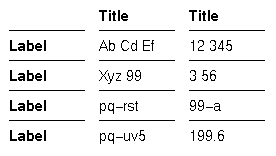 Title Title
Label Ab Cd Ef 12 345
Label Xyz 99 3 56
Label pq−rst 99−a
Label pq−uv5 199.6